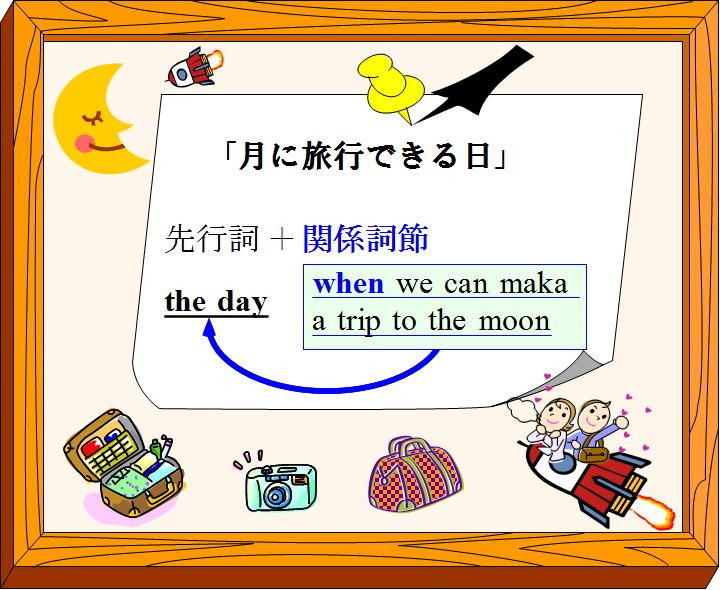 「月に旅行できる日」
先行詞 + 関係詞節
the day
when we can maka
a trip to the moon